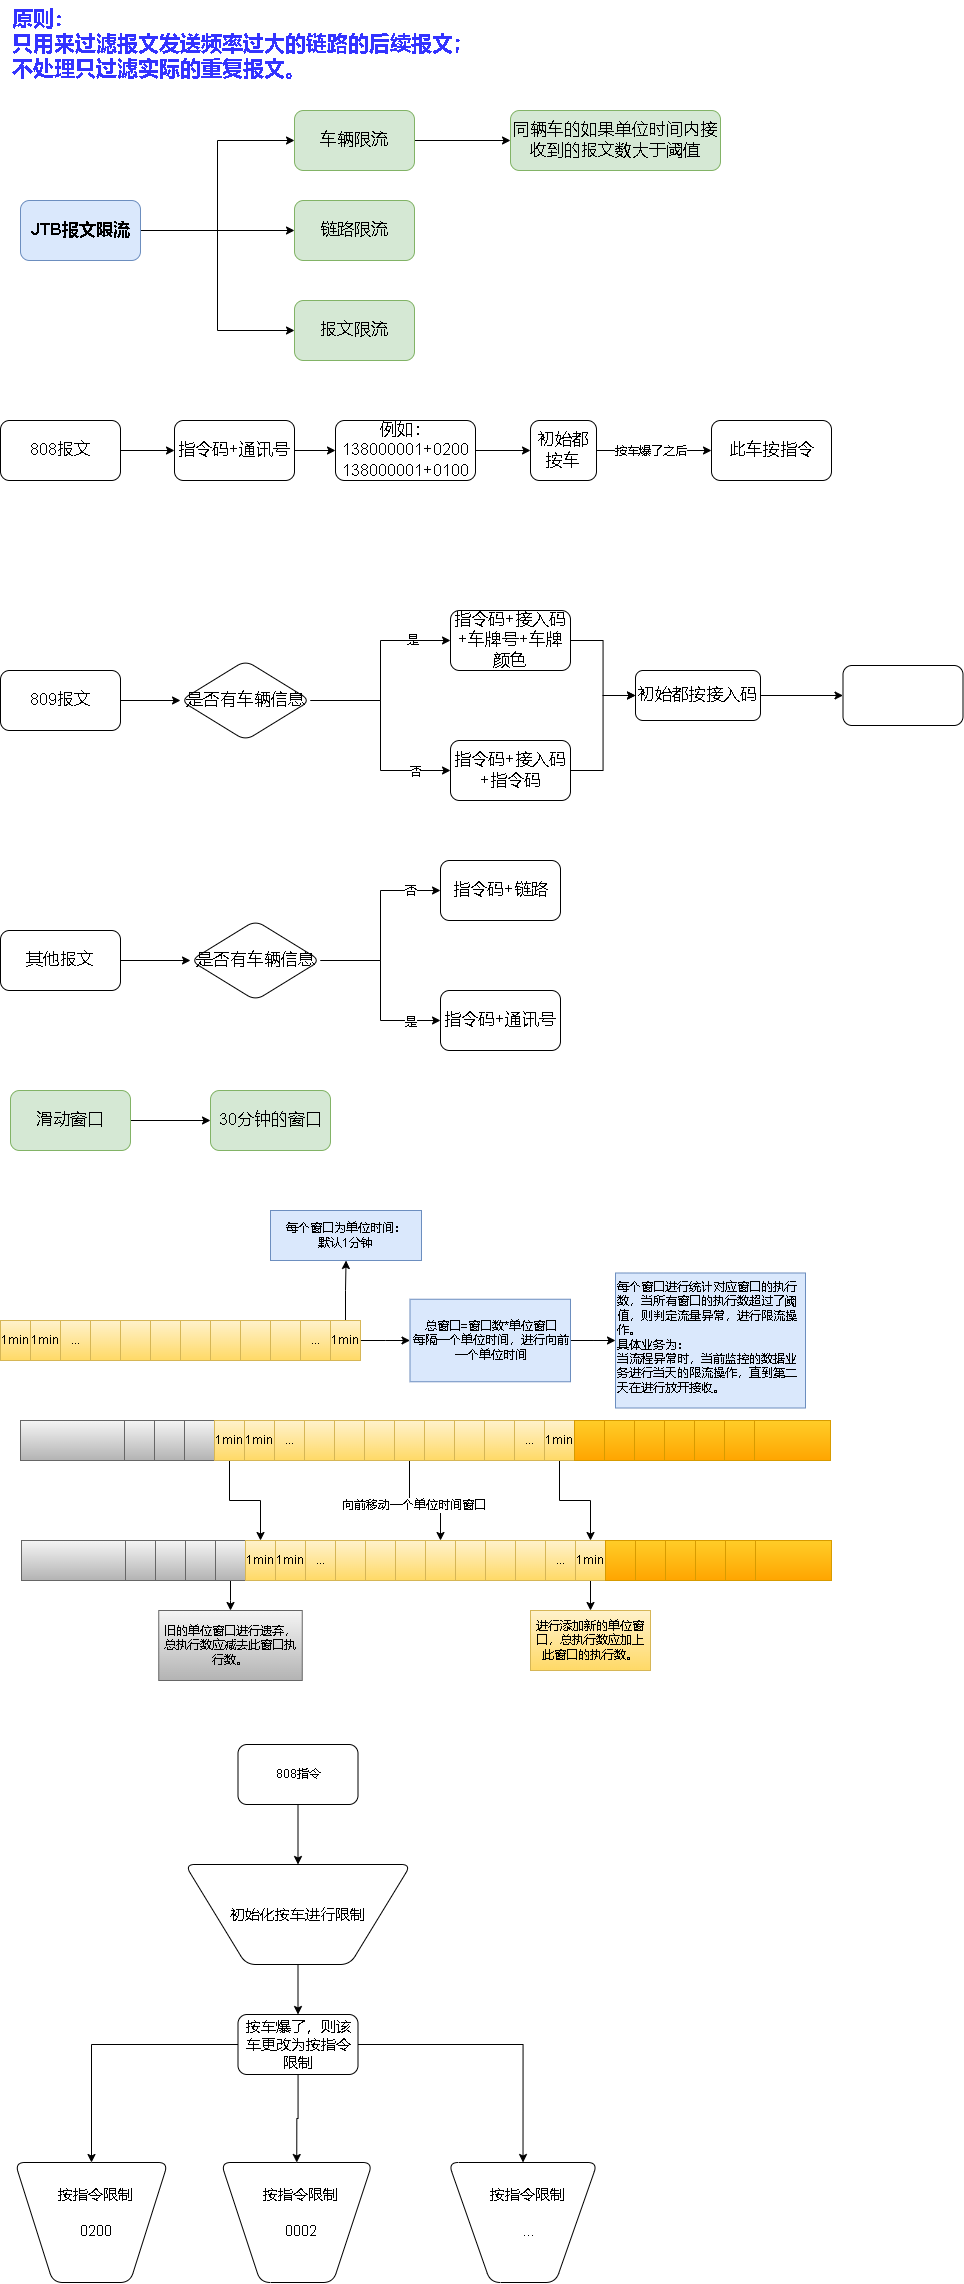 原则：
只用来过滤报文发送频率过大的链路的后续报文；
不处理只过滤实际的重复报文。
车辆限流
同辆车的如果单位时间内接
收到的报文数大于阈值
JTB报文限流
链路限流
报文限流
808报文
指令码+通讯号
例如：
138000001+0200
138000001+0100
初始都
按车
按车爆了之后
此车按指令
809报文
是否有车辆信息
是
指令码+接入码
+车牌号+车牌
颜色
否
指令码+接入码
+指令码
初始都按接入码
其他报文
是否有车辆信息
否
指令码+链路
是
指令码+通讯号
滑动窗口
30分钟的窗口
每个窗口为单位时间：
默认1分钟
1min
1min
...
...
1min
总窗口=窗口数*单位窗口
每隔一个单位时间，进行向前
一个单位时间
每个窗口进行统计对应窗口的执行
数，当所有窗口的执行数超过了阈
值，则判定流量异常，进行限流操
作。
具体业务为：
当流程异常时，当前监控的数据业
务进行当天的限流操作，直到第二
天在进行放开接收。
1min
1min
...
...
1min
向前移动一个单位时间窗口
1min
1min
...
...
1min
旧的单位窗口进行遗弃，
总执行数应减去此窗口执
行数。
进行添加新的单位窗
口，总执行数应加上
此窗口的执行数。
808指令
初始化按车进行限制
按车爆了，则该
车更改为按指令
限制
按指令限制
0200
按指令限制
0002
按指令限制
...